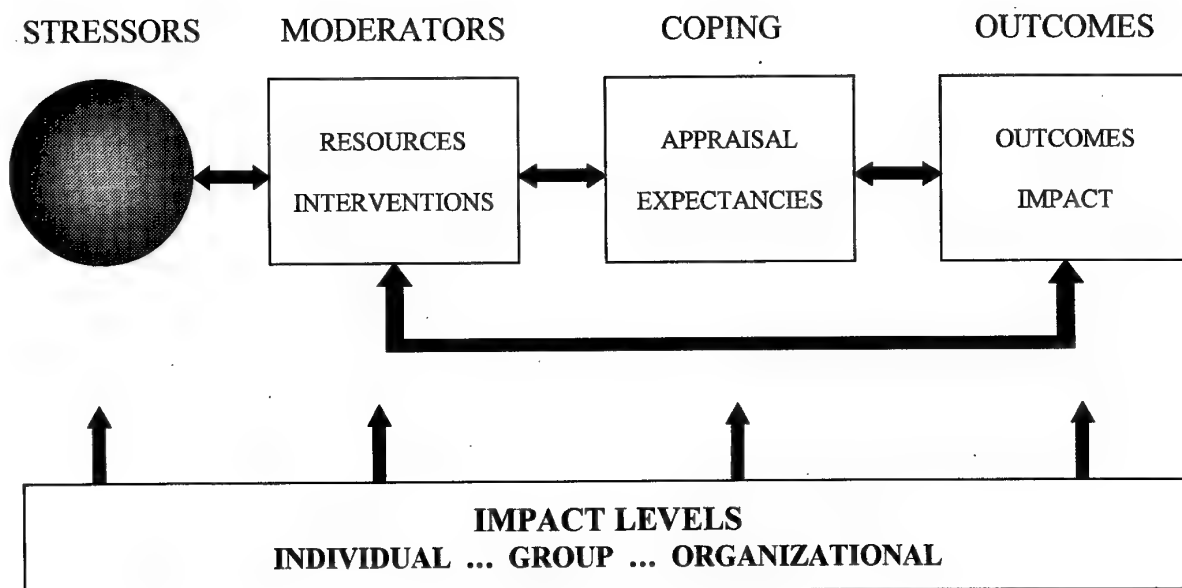 STRESSORS MODERATORS COPING OUTCOMES
RESOURCES
INTERVENTIONS
APPRAISAL
EXPECTANCIES
OUTCOMES
IMPACT
IMPACT LEVELS
INDIVIDUAL ... GROUP ... ORGANIZATIONAL